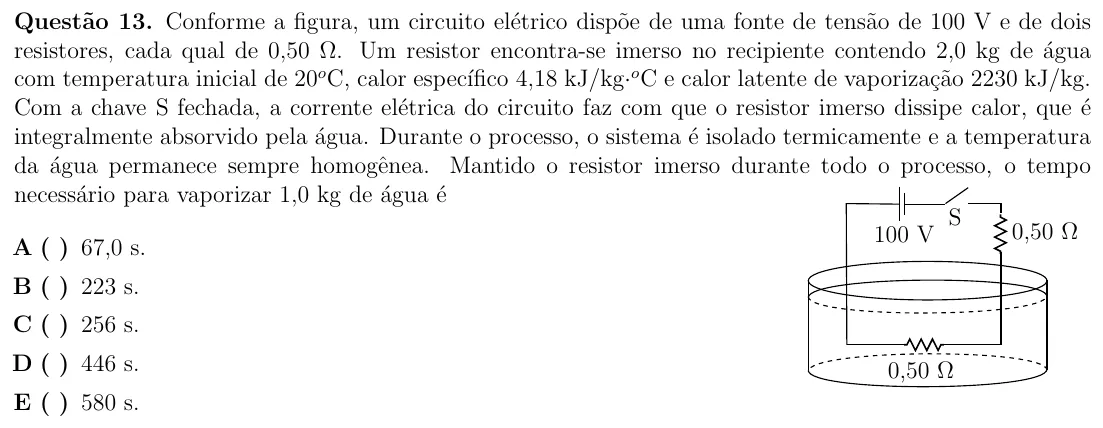 Questão 13. Conforme a figura, um circuito elétrico dispõe de uma fonte de tensão de 100 V e de dois
resistores, cada qual de 0,50 Ω. Um resistor encontra-se imerso no recipiente contendo 2,0 kg de água
com temperatura inicial de 20ºC, calor específico 4,18 kJ/kg·ºC e calor latente de vaporização 2230 kJ/kg.
Com a chave S fechada, a corrente elétrica do circuito faz com que o resistor imerso dissipe calor, que é
integralmente absorvido pela água. Durante o processo, o sistema é isolado termicamente e a temperatura
da água permanece sempre homogênea. Mantido o resistor imerso durante todo o processo, o tempo
necessário para vaporizar 1,0 kg de água é
A ( ) 67,0 s.
B ( ) 223 s.
C ( ) 256 s.
D ( ) 446 s.
E ( ) 580 s.
S
100 V
0,50 Ω
0,50 Ω